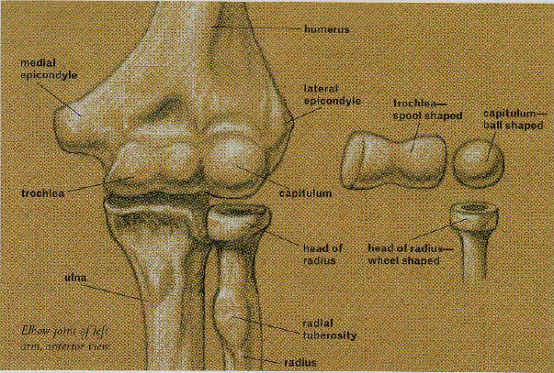 humerus
medial
epicondyle
lateral
epicondyle
trochlea—
spool shaped
capitulum—
ball shaped
trochlea
capitulum
head of
radius
head of radius—
wheel shaped
ulna
radial
tuberosity
Elbow joint of left
arm, anterior view
radius